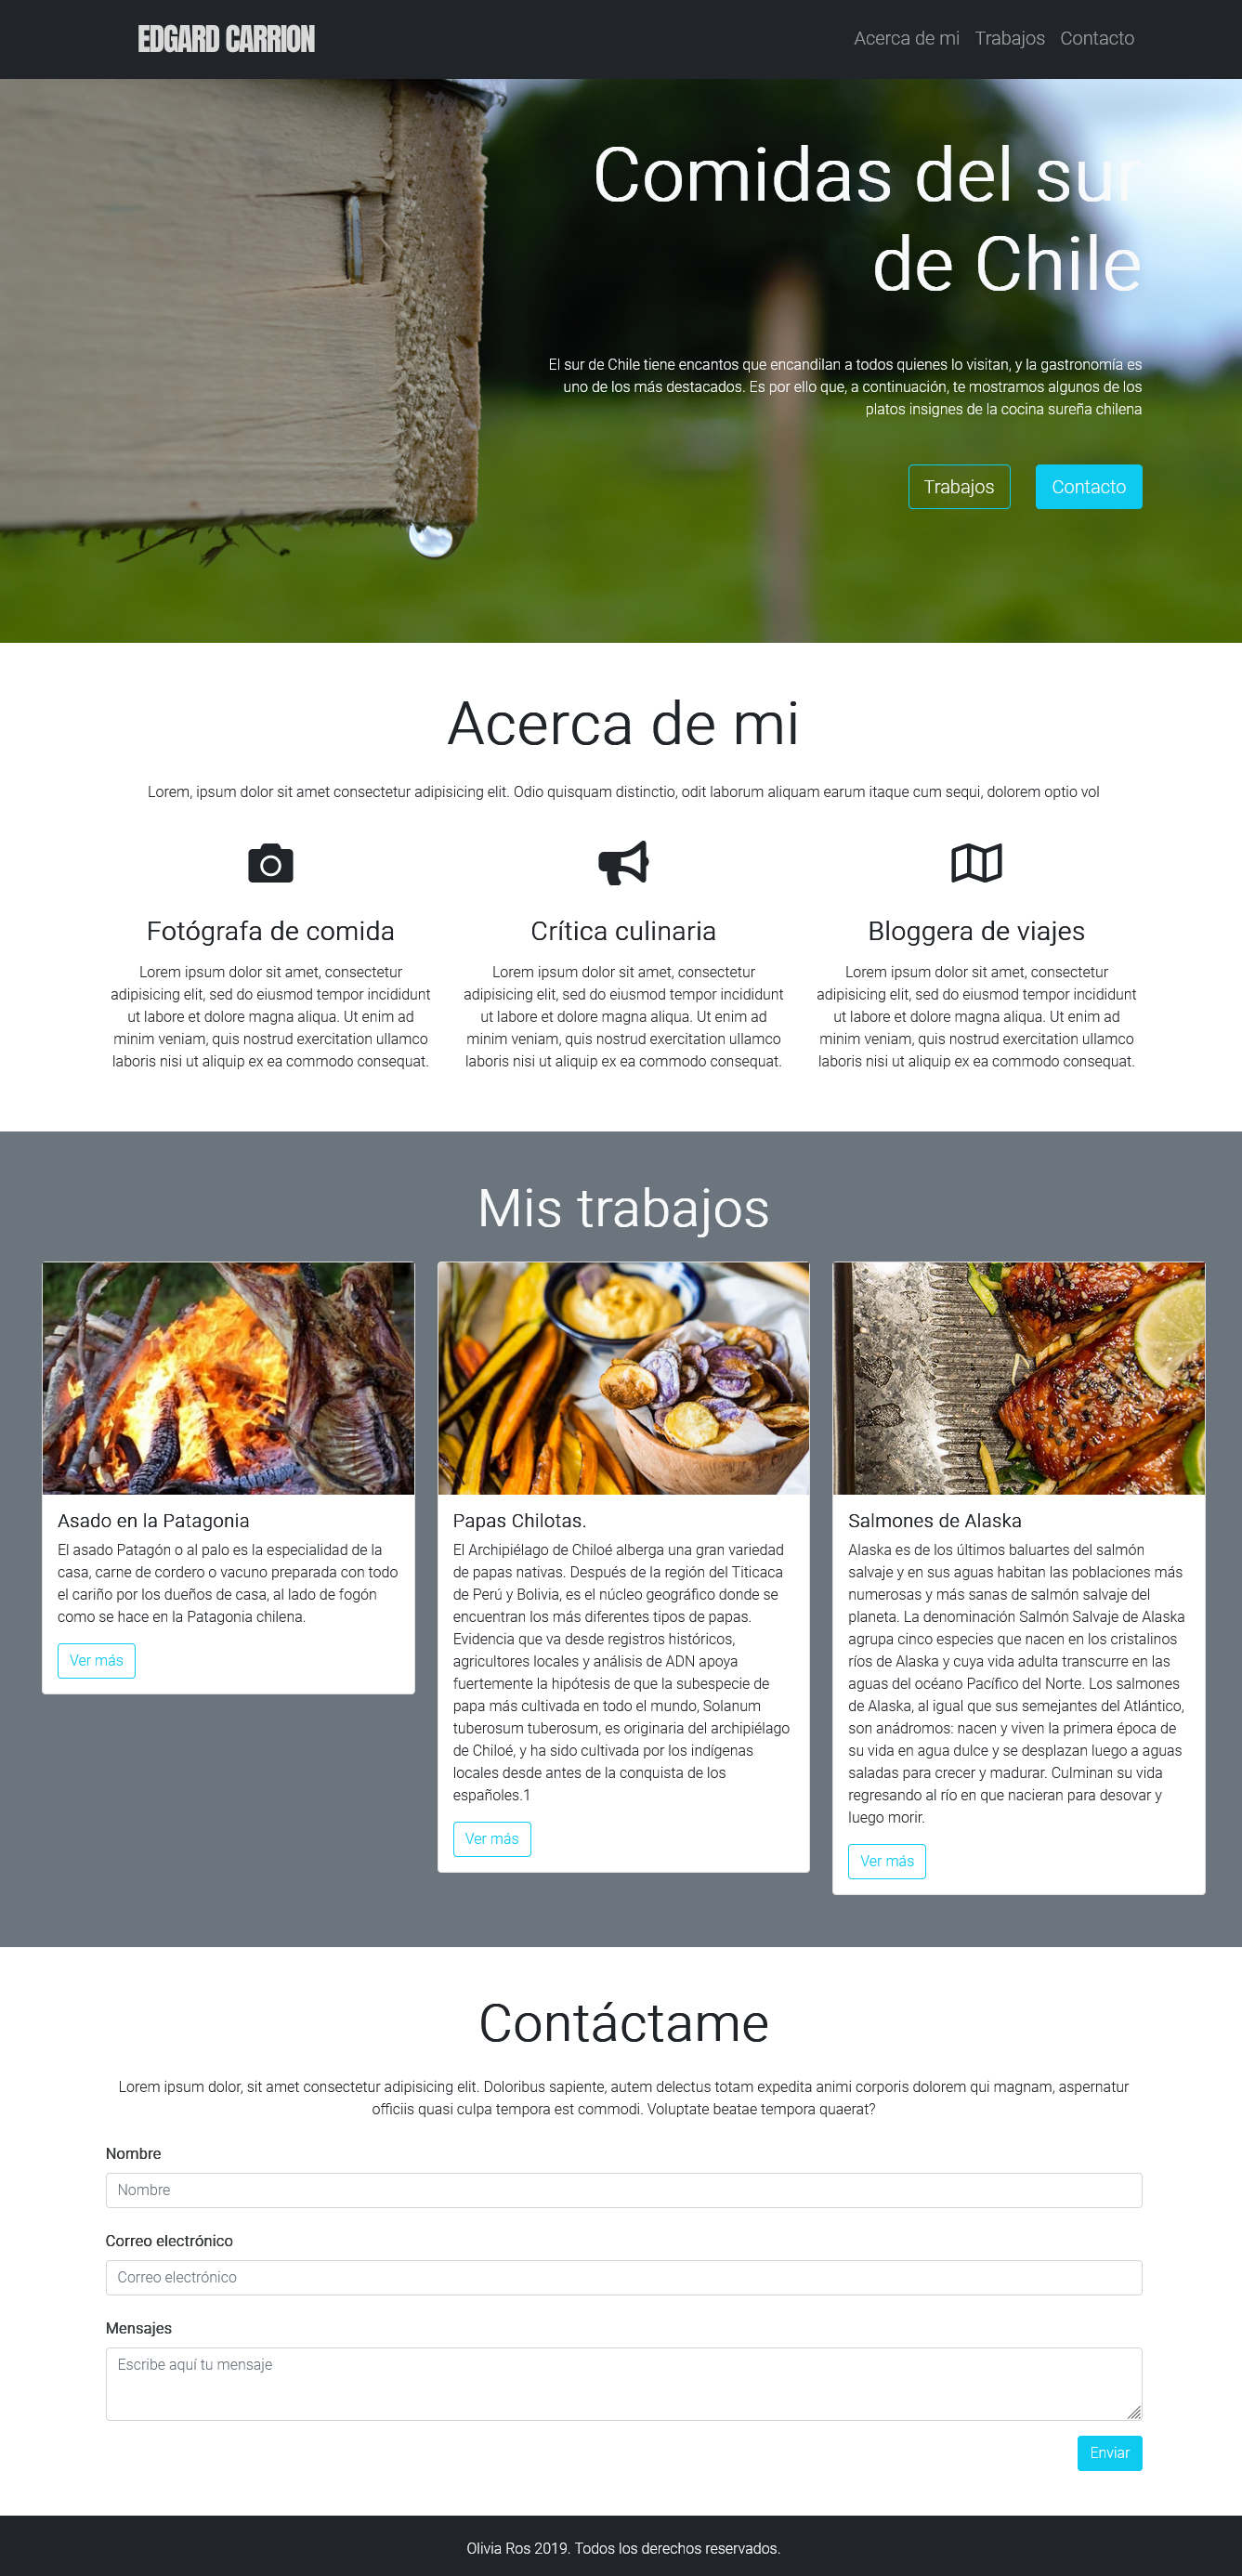 EDGARD CARRION
Acerca de mi Trabajos Contacto
Comidas del sur
de Chile
El sur de Chile tiene encantos que encandilan a todos quienes lo visitan, y la gastronomía es
uno de los más destacados. Es por ello que, a continuación, te mostramos algunos de los
platos insignes de la cocina sureña chilena
Trabajos Contacto
Acerca de mi
Lorem, ipsum dolor sit amet consectetur adipisicing elit. Odio quisquam distinctio, odit laborum aliquam earum itaque cum sequi, dolorem optio vol
Fotógrafa de comida
Lorem ipsum dolor sit amet, consectetur
adipisicing elit, sed do eiusmod tempor incididunt
ut labore et dolore magna aliqua. Ut enim ad
minim veniam, quis nostrud exercitation ullamco
laboris nisi ut aliquip ex ea commodo consequat.
Crítica culinaria
Lorem ipsum dolor sit amet, consectetur
adipisicing elit, sed do eiusmod tempor incididunt
ut labore et dolore magna aliqua. Ut enim ad
minim veniam, quis nostrud exercitation ullamco
laboris nisi ut aliquip ex ea commodo consequat.
Bloggera de viajes
Lorem ipsum dolor sit amet, consectetur
adipisicing elit, sed do eiusmod tempor incididunt
ut labore et dolore magna aliqua. Ut enim ad
minim veniam, quis nostrud exercitation ullamco
laboris nisi ut aliquip ex ea commodo consequat.
Mis trabajos
Asado en la Patagonia
El asado Patagón o al palo es la especialidad de la
casa, carne de cordero o vacuno preparada con todo
el cariño por los dueños de casa, al lado de fogón
como se hace en la Patagonia chilena.
Ver más
Papas Chilotas.
El Archipiélago de Chiloé alberga una gran variedad
de papas nativas. Después de la región del Titicaca
de Perú y Bolivia, es el núcleo geográfico donde se
encuentran los más diferentes tipos de papas.
Evidencia que va desde registros históricos,
agricultores locales y análisis de ADN apoya
fuertemente la hipótesis de que la subespecie de
papa más cultivada en todo el mundo, Solanum
tuberosum tuberosum, es originaria del archipiélago
de Chiloé, y ha sido cultivada por los indígenas
locales desde antes de la conquista de los
españoles.1
Ver más
Salmones de Alaska
Alaska es de los últimos baluartes del salmón
salvaje y en sus aguas habitan las poblaciones más
numerosas y más sanas de salmón salvaje del
planeta. La denominación Salmón Salvaje de Alaska
agrupa cinco especies que nacen en los cristalinos
ríos de Alaska y cuya vida adulta transcurre en las
aguas del océano Pacífico del Norte. Los salmones
de Alaska, al igual que sus semejantes del Atlántico,
son anádromos: nacen y viven la primera época de
su vida en agua dulce y se desplazan luego a aguas
saladas para crecer y madurar. Culminan su vida
regresando al río en que nacieran para desovar y
luego morir.
Ver más
Contáctame
Lorem ipsum dolor, sit amet consectetur adipisicing elit. Doloribus sapiente, autem delectus totam expedita animi corporis dolorem qui magnam, aspernatur
officiis quasi culpa tempora est commodi. Voluptate beatae tempora quaerat?
Nombre
Nombre
Correo electrónico
Correo electrónico
Mensajes
Escribe aquí tu mensaje
Enviar
Olivia Ros 2019. Todos los derechos reservados.